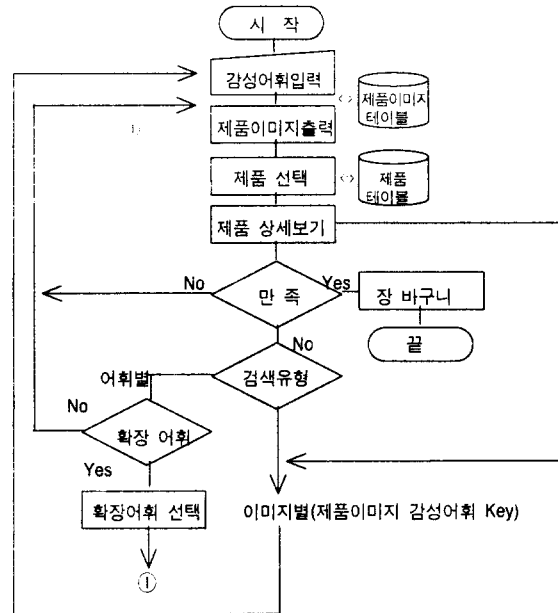 시 작
감성어휘입력
제품이미지
테이블
제품이미지출력
제품 선택
제품
테이블
제품 상세보기
No
만 족
Yes
장 바구니
끝
No
어휘별
검색유형
No
확장 어휘
Yes
확장어휘 선택
이미지별(제품이미지 감성어휘 Key)
①